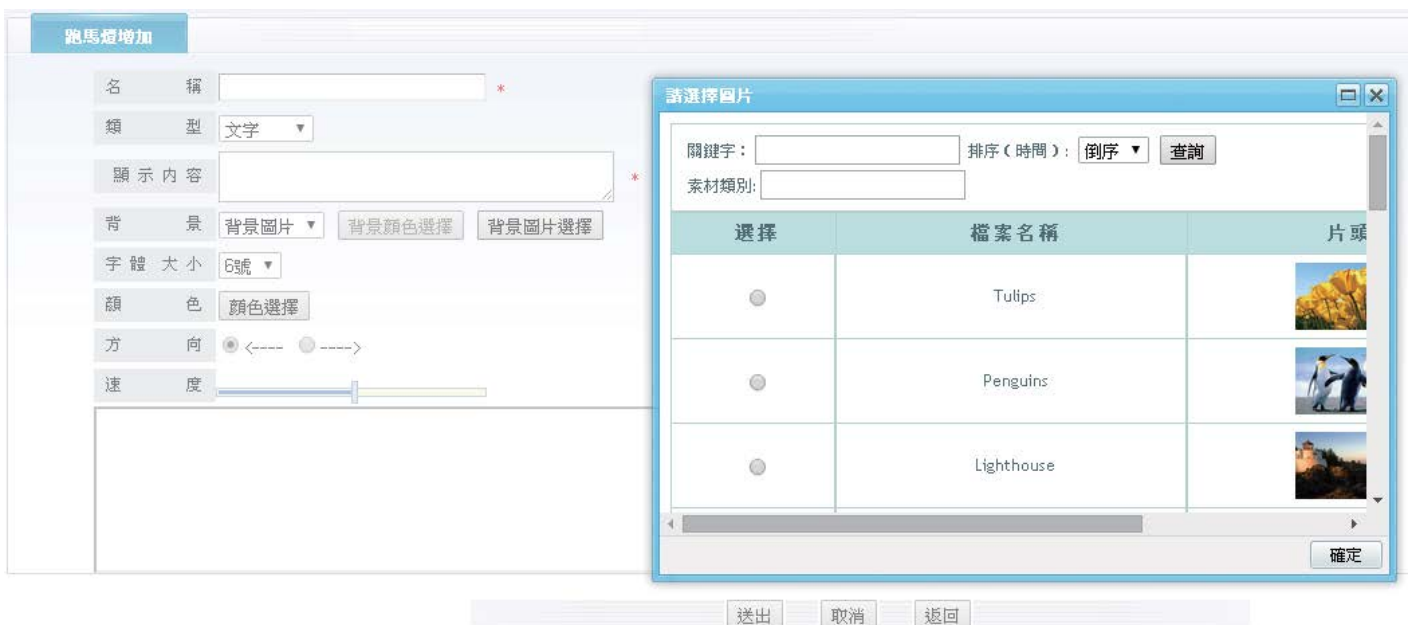 跑馬燈增加
名 稱 *
類 型 文字
顯示內容 *
背 景 背景圖片 背景顏色選擇 背景圖片選擇
字體大小 6號
顏 色 顏色選擇
方 向 <---- ---->
速 度
請選擇圖片
關鍵字： 排序(時間)： 倒序 查詢
素材類別:
選擇 檔案名稱 片頭
Tulips
Penguins
Lighthouse
確定
送出 取消 返回